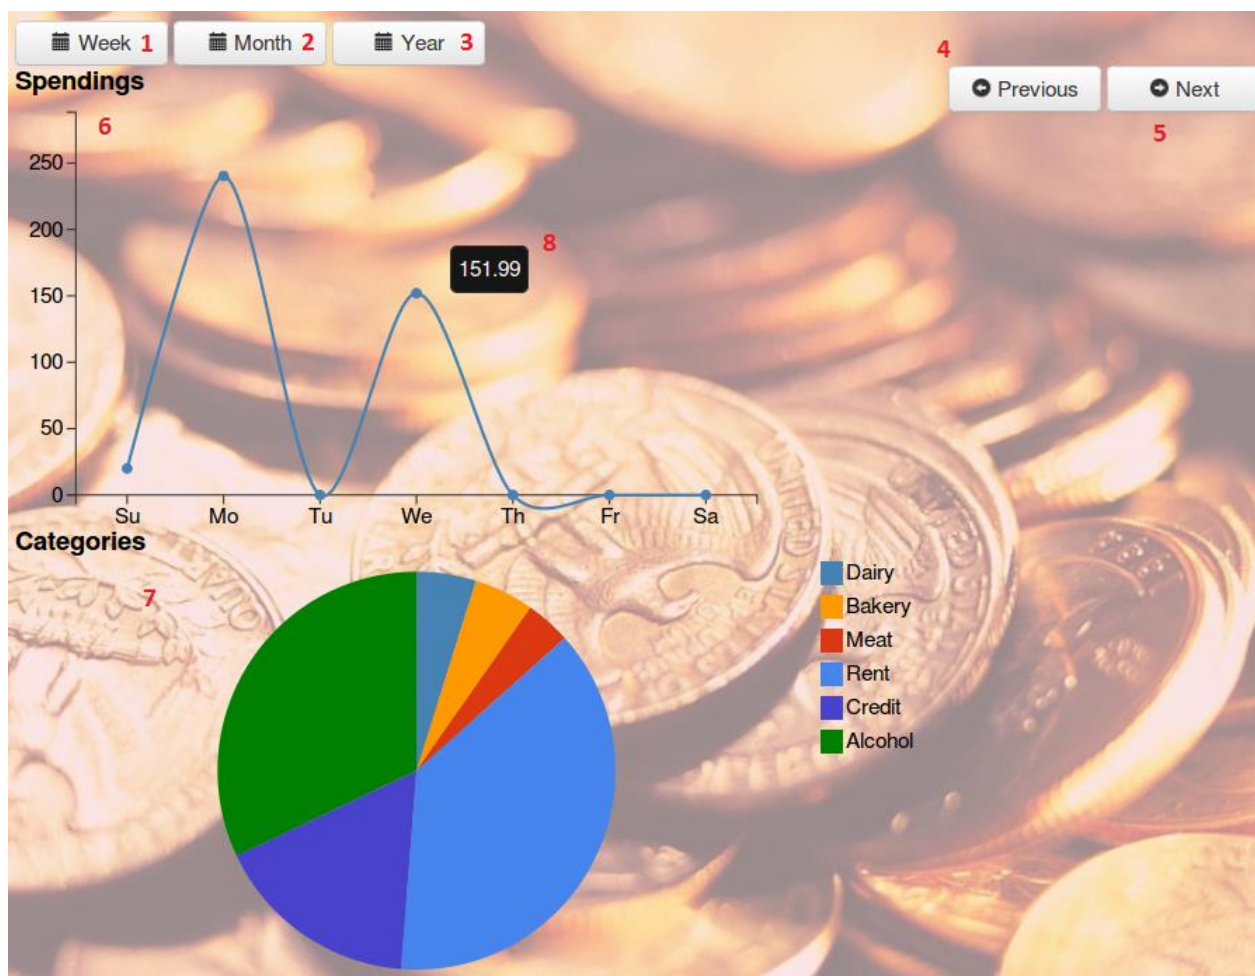 Week 1 Month 2 Year 3
4
Previous Next
5
Spendings
6
250
200
150
100
50
0
8
151.99
Su Mo Tu We Th Fr Sa
Categories
7
Dairy
Bakery
Meat
Rent
Credit
Alcohol